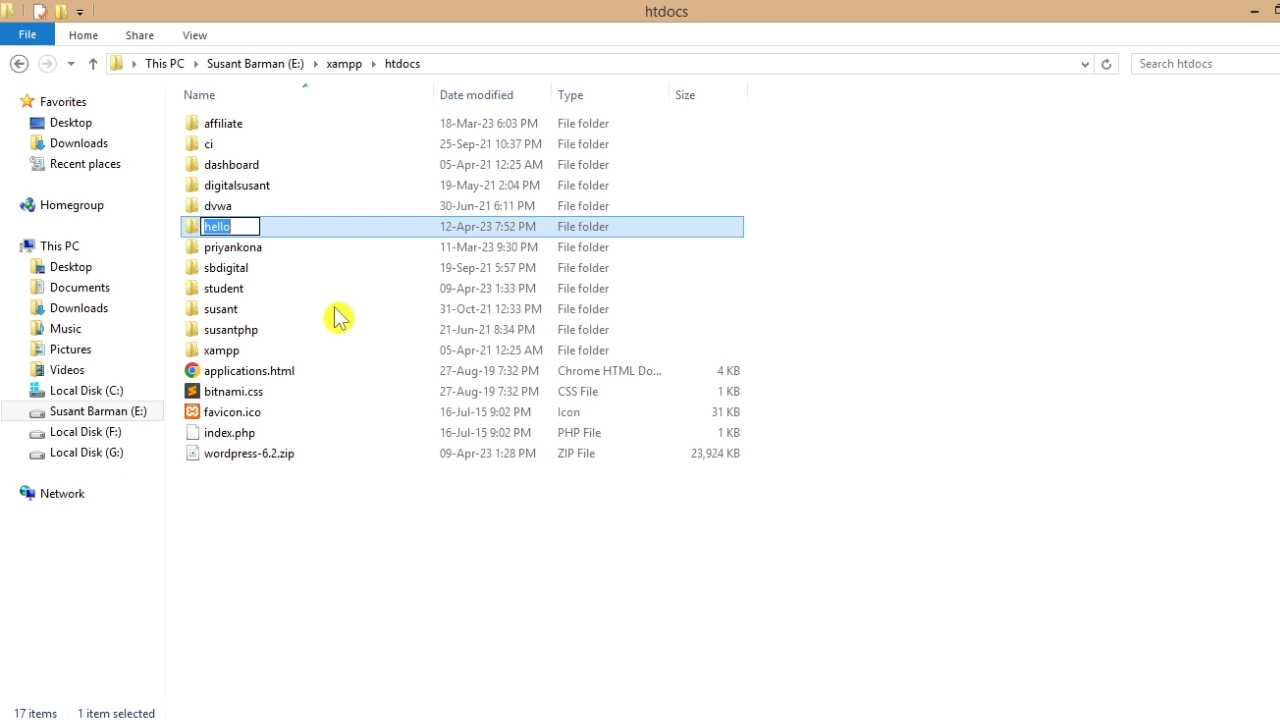 htdocs
File Home Share View
This PC Susant Barman (E:) xampp htdocs Search htdocs
Name Date modified Type Size
Favorites
Desktop
Downloads
Recent places
Homegroup
This PC
Desktop
Documents
Downloads
Music
Pictures
Videos
Local Disk (C:)
Susant Barman (E:)
Local Disk (F:)
Local Disk (G:)
Network
affiliate 18-Mar-23 6:03 PM File folder
ci 25-Sep-21 10:37 PM File folder
dashboard 05-Apr-21 12:25 AM File folder
digitalsusant 19-May-21 2:04 PM File folder
dvwa 30-Jun-21 6:11 PM File folder
hello 12-Apr-23 7:52 PM File folder
priyankona 11-Mar-23 9:30 PM File folder
sbdigital 19-Sep-21 5:57 PM File folder
student 09-Apr-23 1:33 PM File folder
susant 31-Oct-21 12:33 PM File folder
susantphp 21-Jun-21 8:34 PM File folder
xampp 05-Apr-21 12:25 AM File folder
applications.html 27-Aug-19 7:32 PM Chrome HTML Do... 4 KB
bitnami.css 27-Aug-19 7:32 PM CSS File 1 KB
favicon.ico 16-Jul-15 9:02 PM Icon 31 KB
index.php 16-Jul-15 9:02 PM PHP File 1 KB
wordpress-6.2.zip 09-Apr-23 1:28 PM ZIP File 23,924 KB
17 items 1 item selected